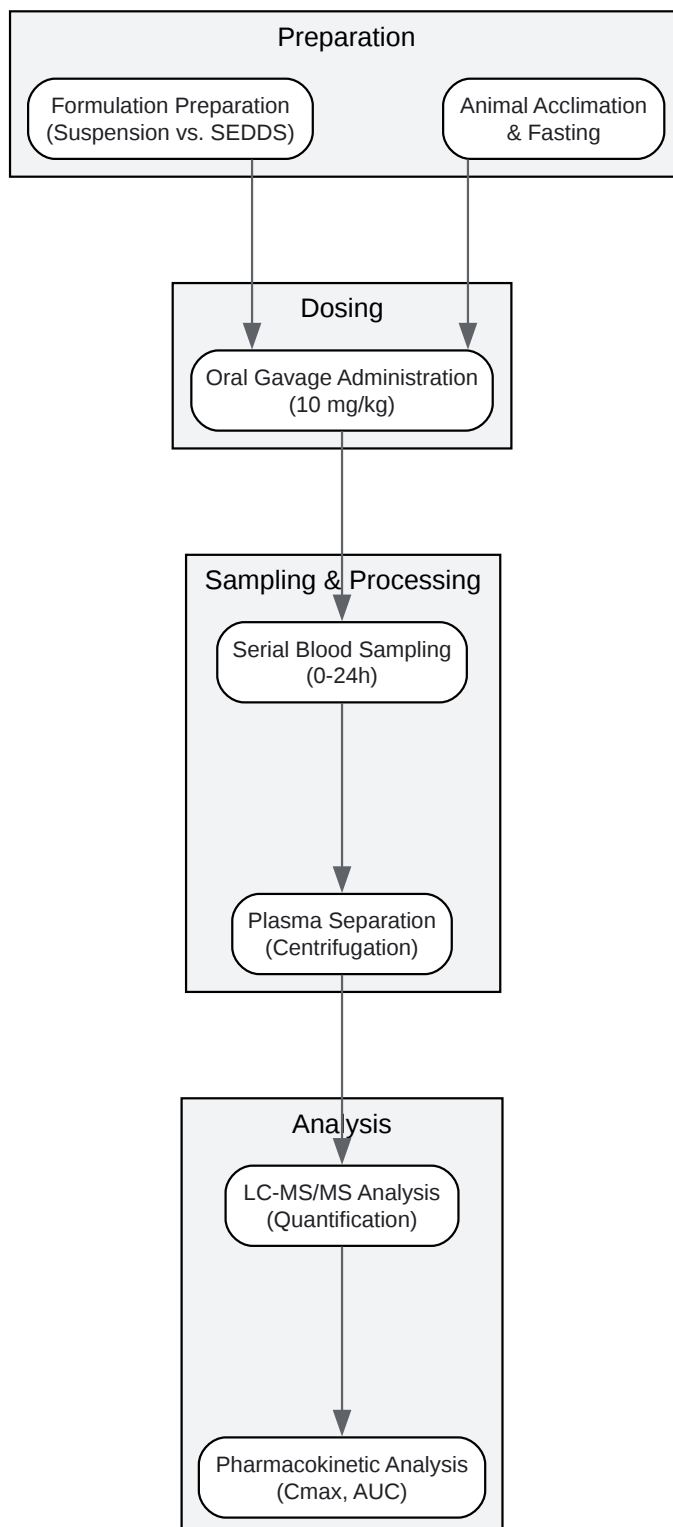 Preparation
Formulation Preparation
(Suspension vs. SEDDS)
Animal Acclimation
& Fasting
Dosing
Oral Gavage Administration
(10 mg/kg)
Sampling & Processing
Serial Blood Sampling
(0-24h)
Plasma Separation
(Centrifugation)
Analysis
LC-MS/MS Analysis
(Quantification)
Pharmacokinetic Analysis
(Cmax, AUC)